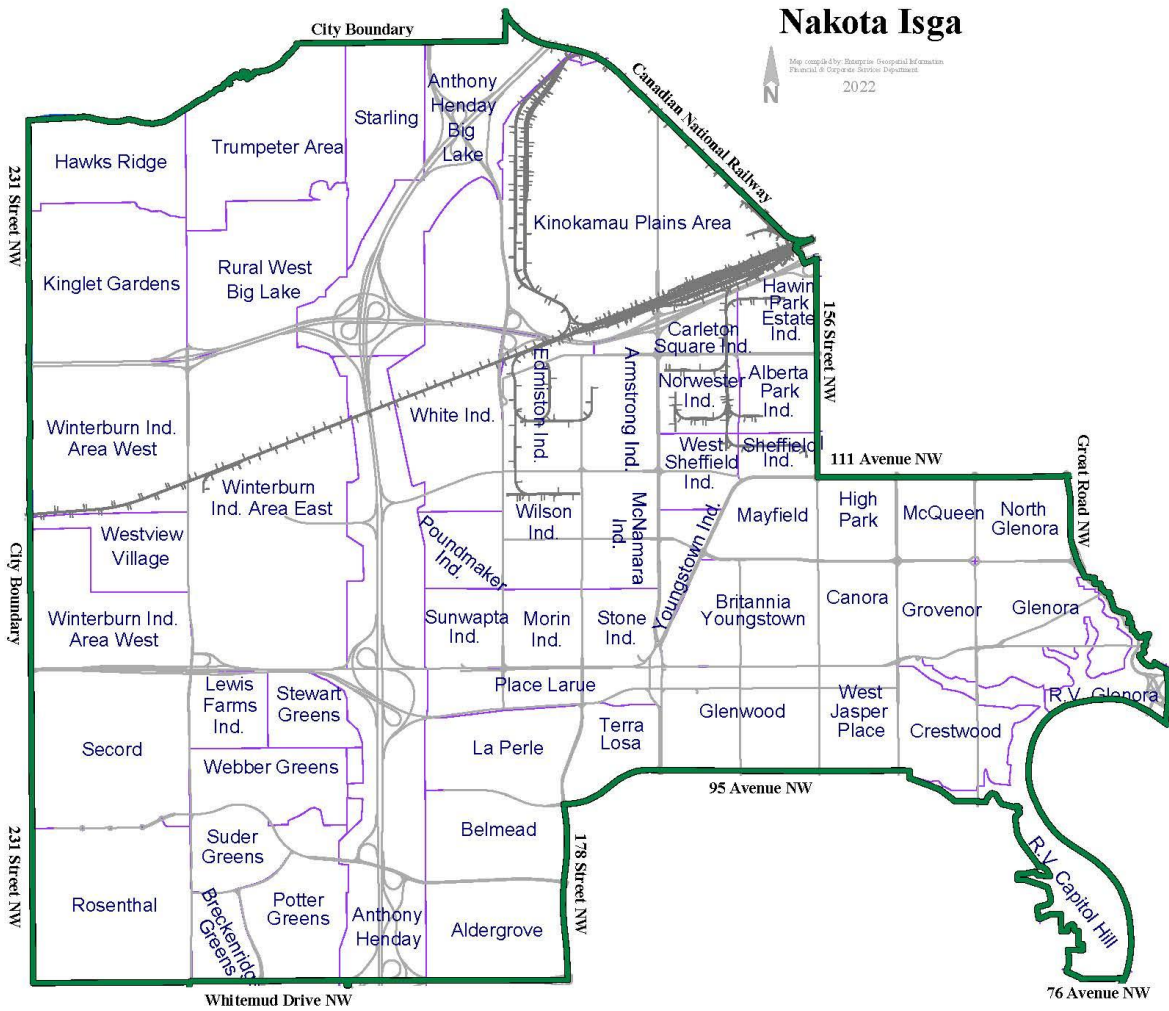 Nakota Isga
City Boundary
Map compiled by: Enterprise Geospatial Information
Financial & Corporate Services Department
2022
N
Canadian National Railway
Anthony
Henday
Big
Lake
Starling
Trumpeter Area
Hawks Ridge
231 Street NW
Kinokamau Plains Area
Kinglet Gardens
Rural West
Big Lake
Hawin
Park
Estate
Ind.
156 Street NW
Carleton
Square Ind.
Edmiston Ind.
Armstrong Ind.
Norwester
Ind.
Alberta
Park
Ind.
White Ind.
Winterburn Ind.
Area West
West
Sheffield
Ind.
Sheffield
Ind.
111 Avenue NW
Groat Road NW
Winterburn
Ind. Area East
Westview
Village
Poundmaker
Ind.
Wilson
Ind.
McNamara
Ind.
Youngstown Ind.
Mayfield
High
Park
McQueen
North
Glenora
City Boundary
Winterburn Ind.
Area West
Sunwapta
Ind.
Morin
Ind.
Stone
Ind.
Britannia
Youngstown
Canora
Grovenor
Glenora
Place Larue
Lewis
Farms
Ind.
Stewart
Greens
R.V. Glenora
Glenwood
West
Jasper
Place
Crestwood
Terra
Losa
La Perle
Secord
Webber Greens
95 Avenue NW
Belmead
178 Street NW
231 Street NW
Suder
Greens
R.V. Capitol Hill
Rosenthal
Breckenridg
Greens
Potter
Greens
Anthony
Henday
Aldergrove
Whitemud Drive NW
76 Avenue NW